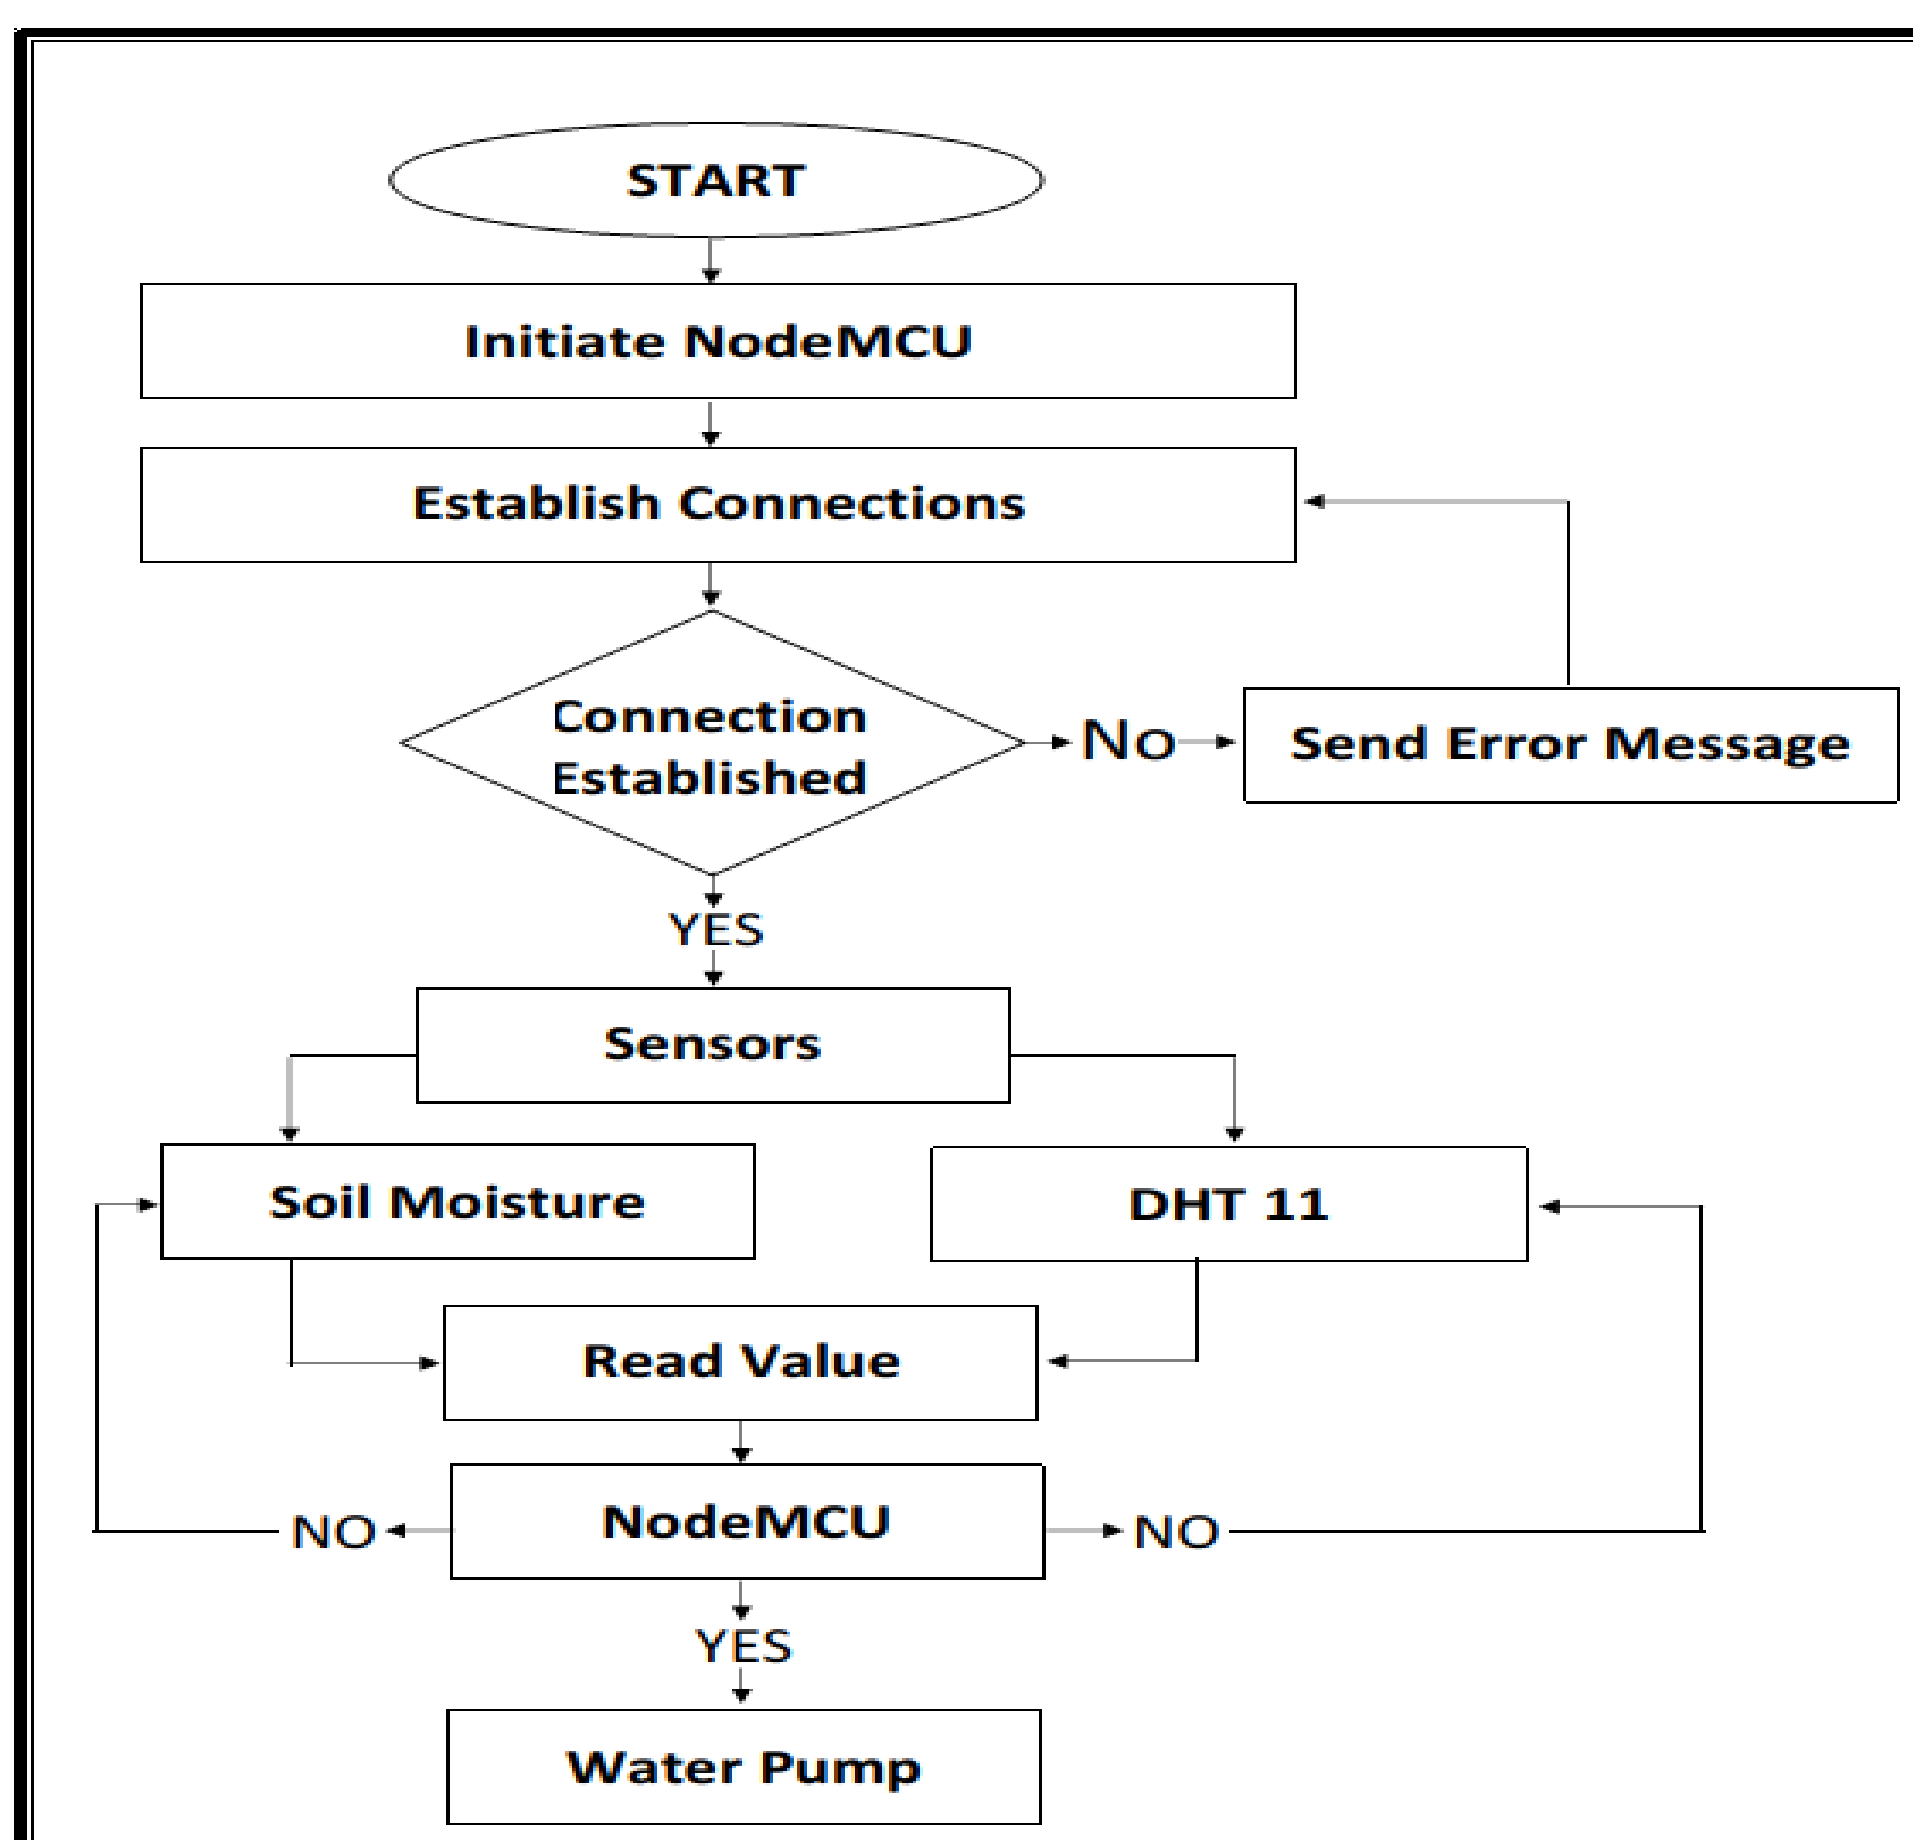 START
Initiate NodeMCU
Establish Connections
Connection
Established
No
Send Error Message
YES
Sensors
Soil Moisture
DHT 11
Read Value
NO
NodeMCU
NO
YES
Water Pump